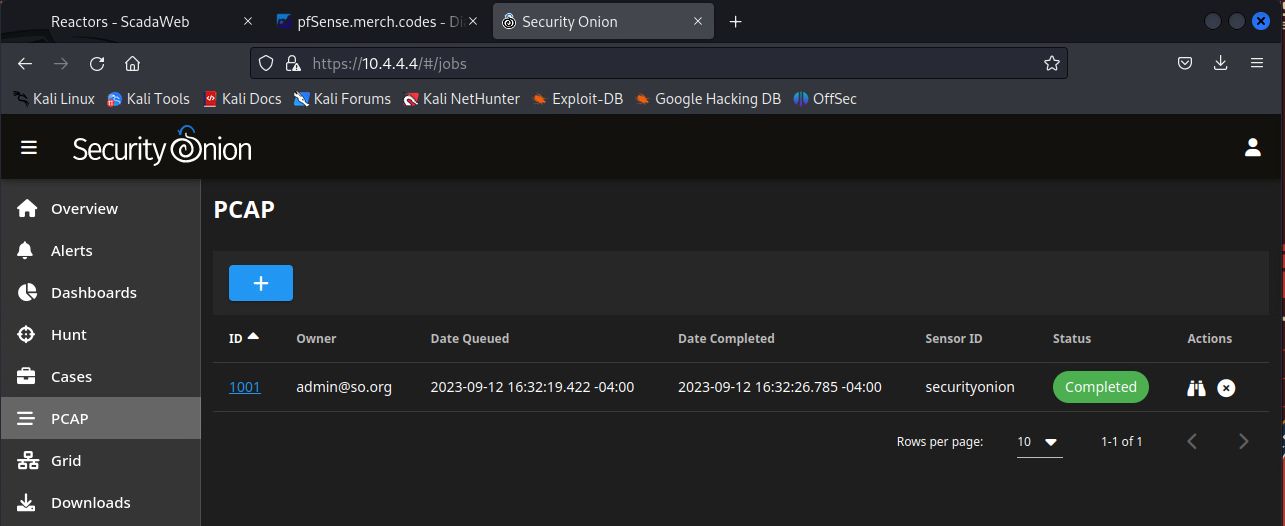 Reactors - ScadaWeb
pfSense.merch.codes - Di
Security Onion
https://10.4.4.4/#/jobs
Kali Linux Kali Tools Kali Docs Kali Forums Kali NetHunter Exploit-DB Google Hacking DB OffSec
Security Onion
Overview
Alerts
Dashboards
Hunt
Cases
PCAP
Grid
Downloads
PCAP
+
ID Owner Date Queued Date Completed Sensor ID Status Actions
1001 admin@so.org 2023-09-12 16:32:19.422 -04:00 2023-09-12 16:32:26.785 -04:00 securityonion Completed
Rows per page: 10 1-1 of 1